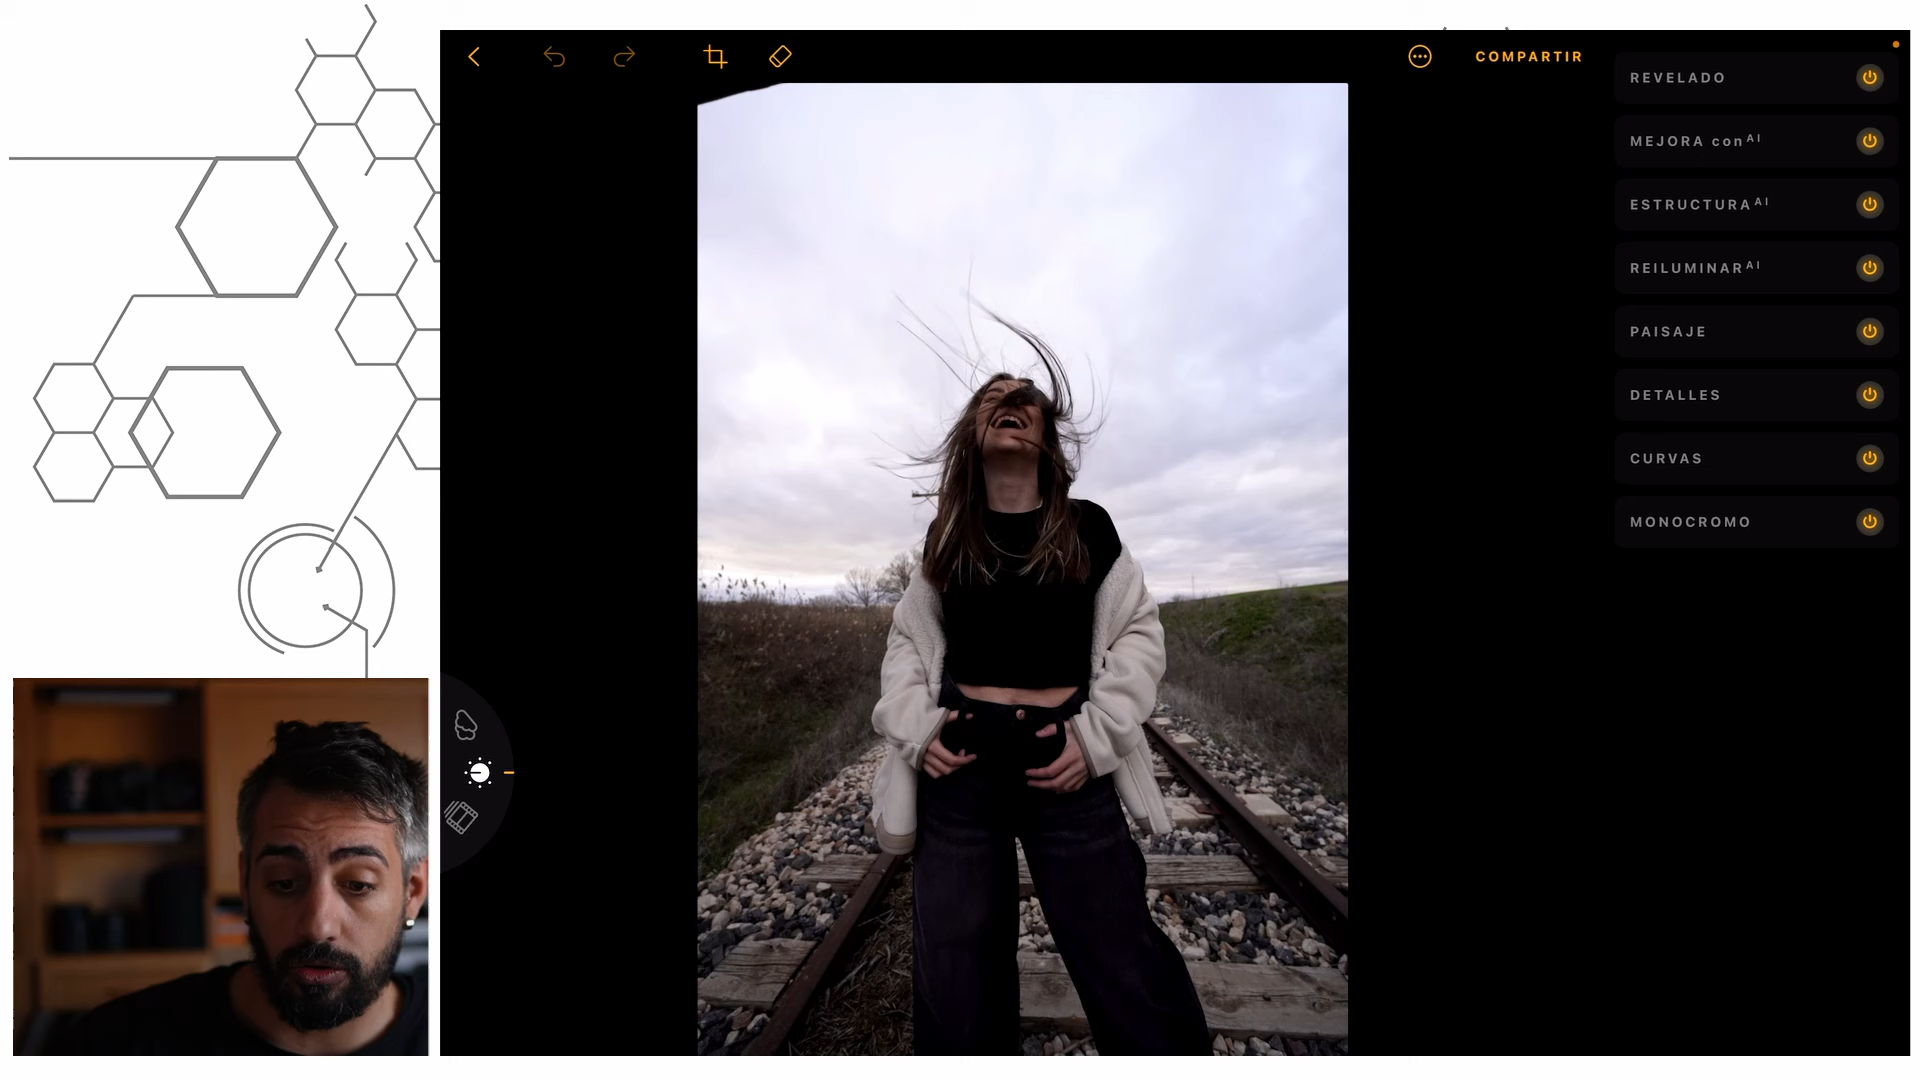 COMPARTIR
REVELADO
MEJORA con AI
ESTRUCTURA AI
REILUMINAR AI
PAISAJE
DETALLES
CURVAS
MONOCROMO